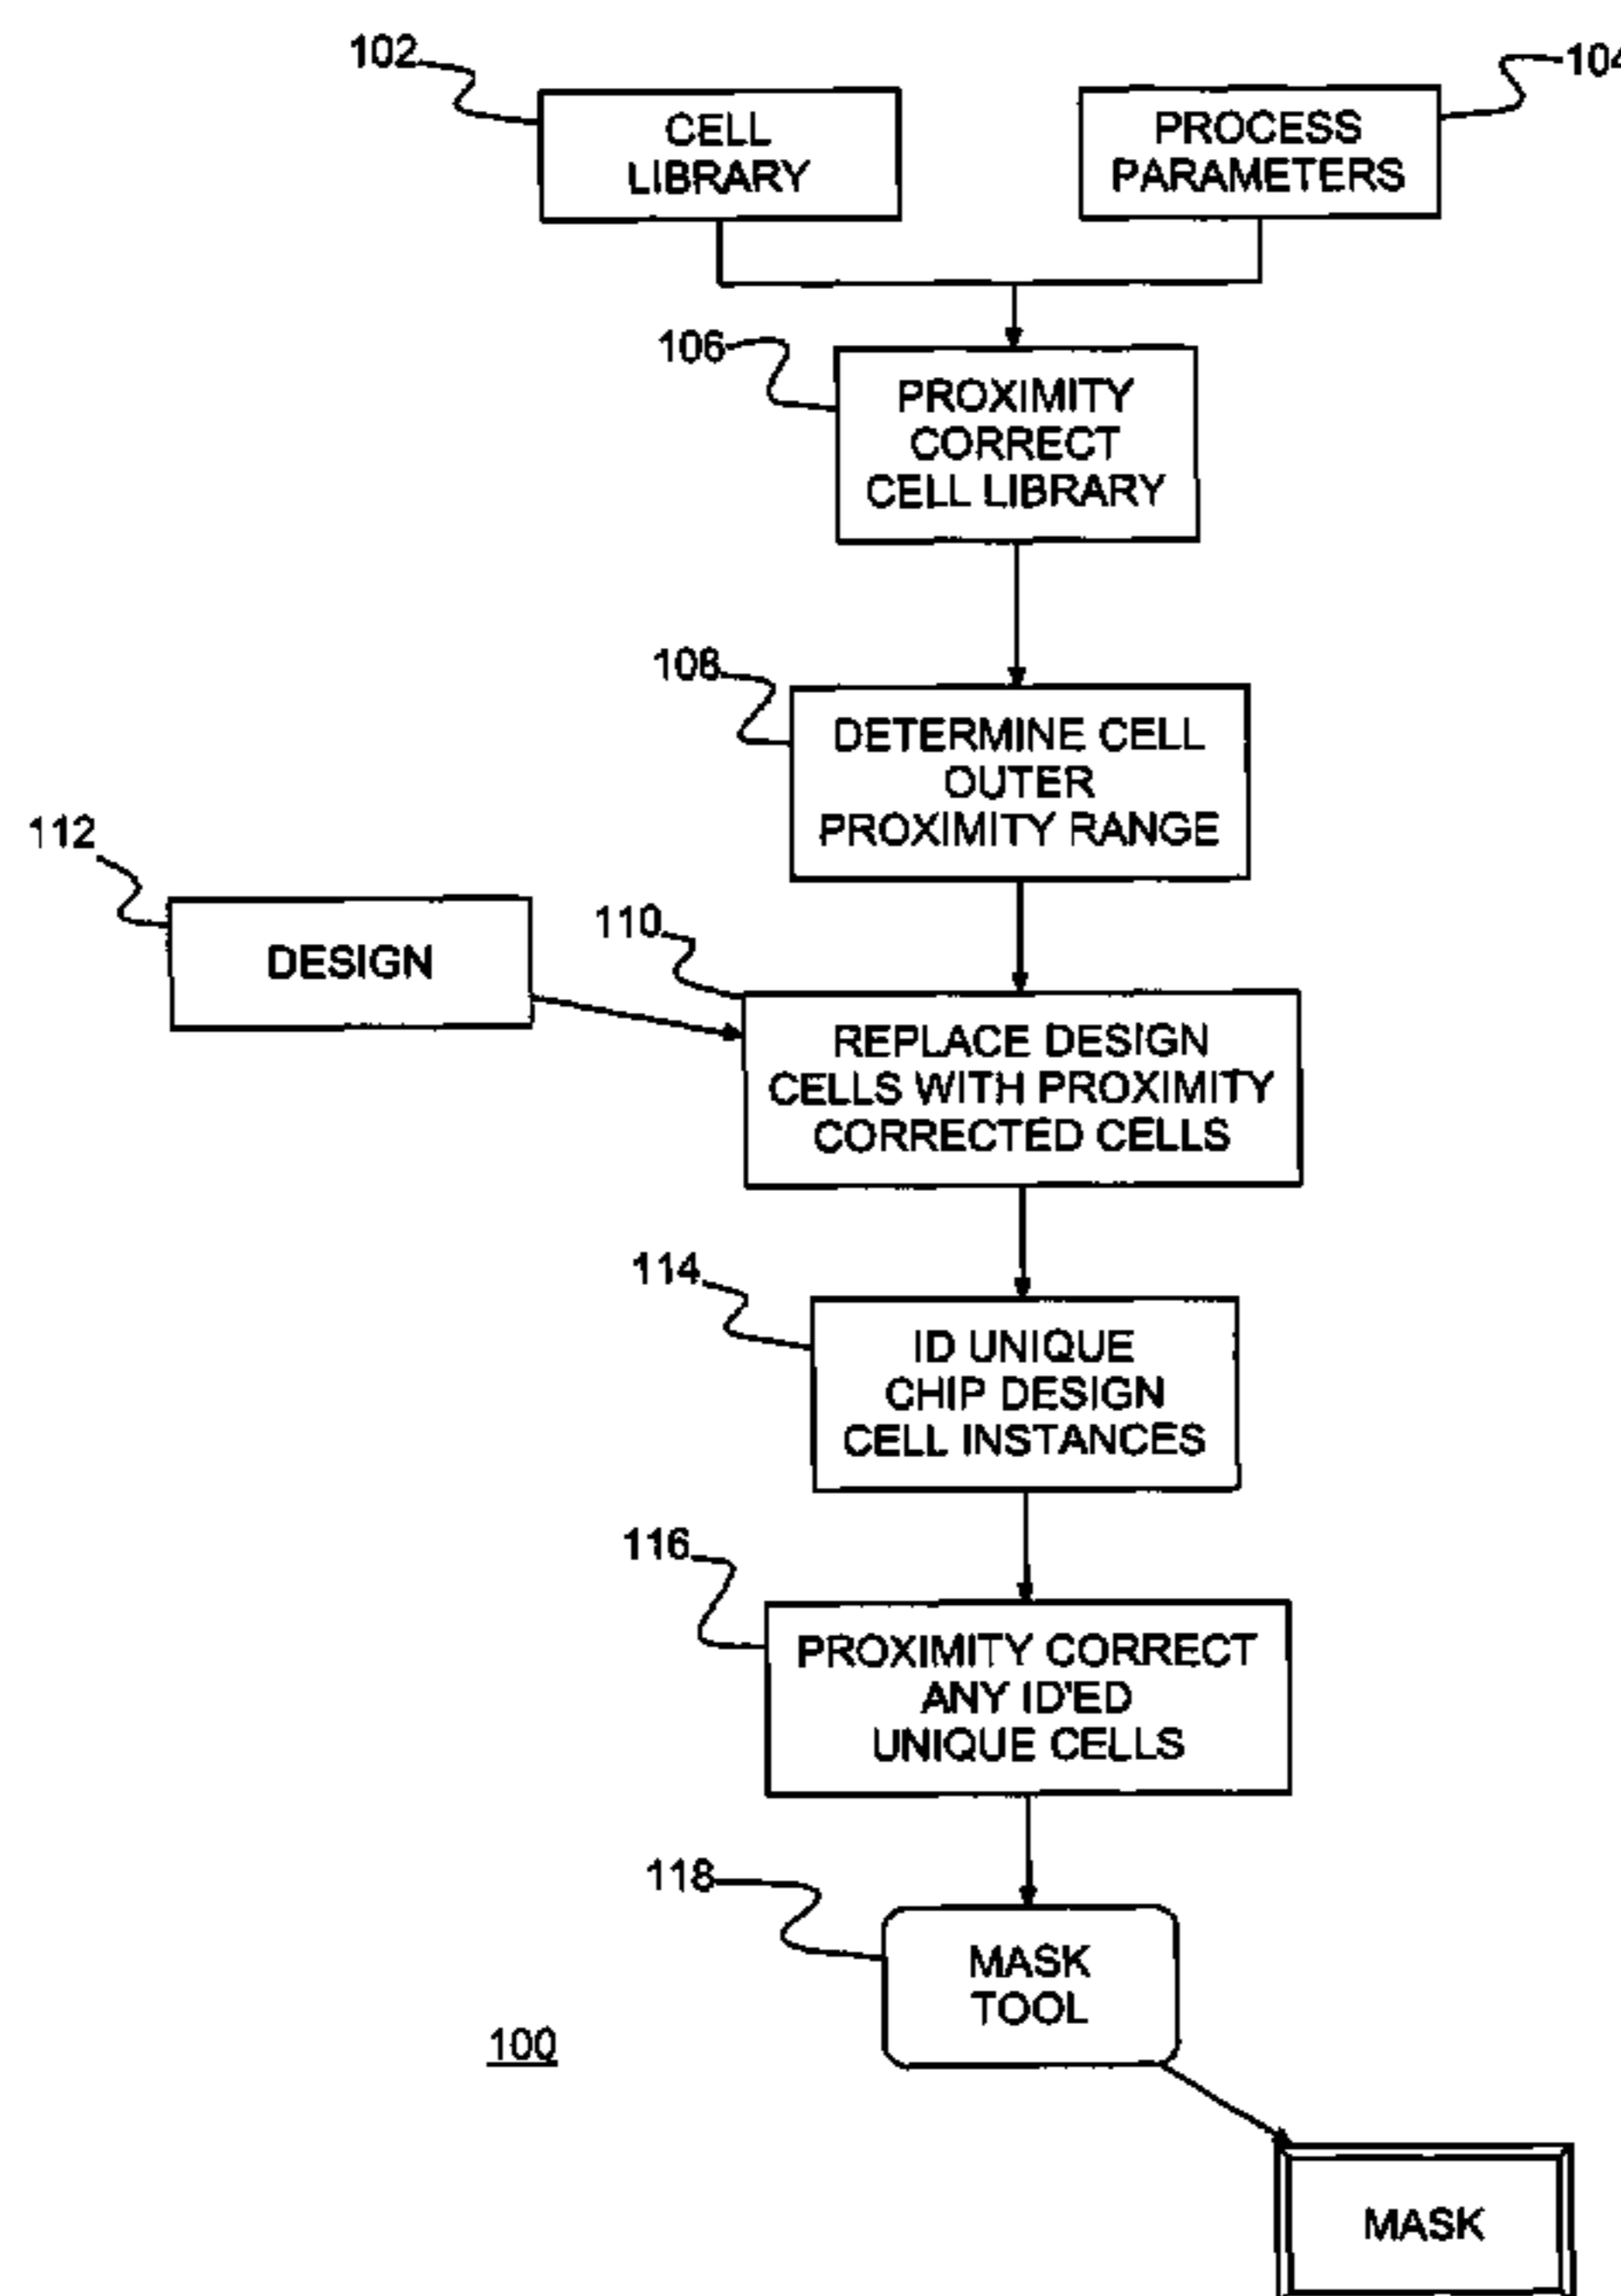 102
CELL
LIBRARY
104
PROCESS
PARAMETERS
106
PROXIMITY
CORRECT
CELL LIBRARY
108
DETERMINE CELL
OUTER
PROXIMITY RANGE
112
DESIGN
110
REPLACE DESIGN
CELLS WITH PROXIMITY
CORRECTED CELLS
114
ID UNIQUE
CHIP DESIGN
CELL INSTANCES
116
PROXIMITY CORRECT
ANY ID'ED
UNIQUE CELLS
118
MASK
TOOL
100
MASK